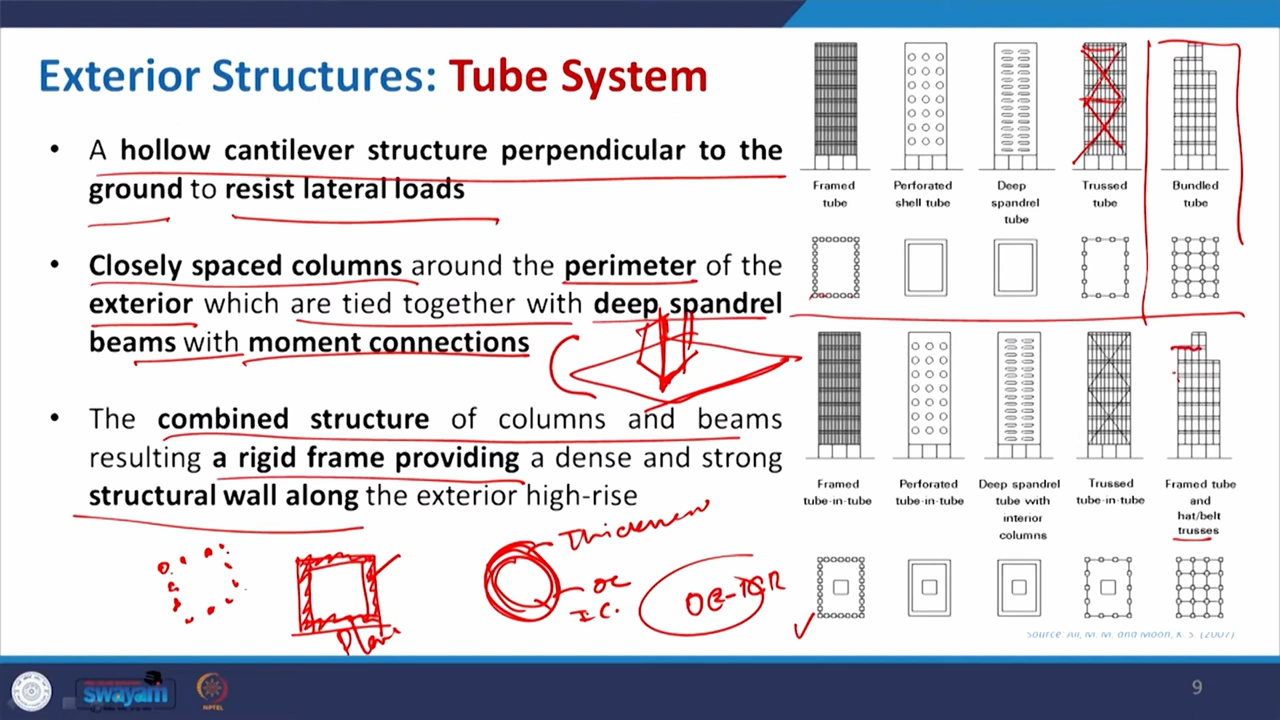 Exterior Structures: Tube System
• A hollow cantilever structure perpendicular to the
ground to resist lateral loads
• Closely spaced columns around the perimeter of the
exterior which are tied together with deep spandrel
beams with moment connections
• The combined structure of columns and beams
resulting a rigid frame providing a dense and strong
structural wall along the exterior high-rise
Framed
tube
Perforated
shell tube
Deep
spandrel
tube
Trussed
tube
Bundled
tube
Framed
tube-in-tube
Perforated
tube-in-tube
Deep spandrel
tube with
interior
columns
Trussed
tube-in-tube
Framed tube
and
hat/belt
trusses
Thickness
OC
I.C.
Plan
Source: Ali, M. M. and Moon, K. S. (2007)
swayam
NPTEL
9